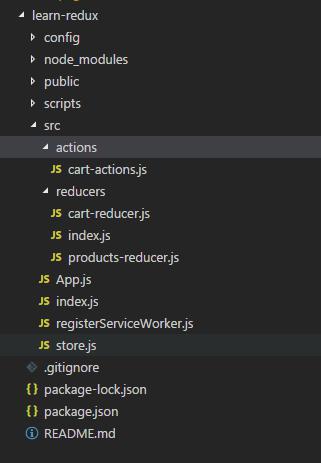 learn-redux
config
node_modules
public
scripts
src
actions
JS cart-actions.js
reducers
JS cart-reducer.js
JS index.js
JS products-reducer.js
JS App.js
JS index.js
JS registerServiceWorker.js
JS store.js
.gitignore
{} package-lock.json
{} package.json
README.md